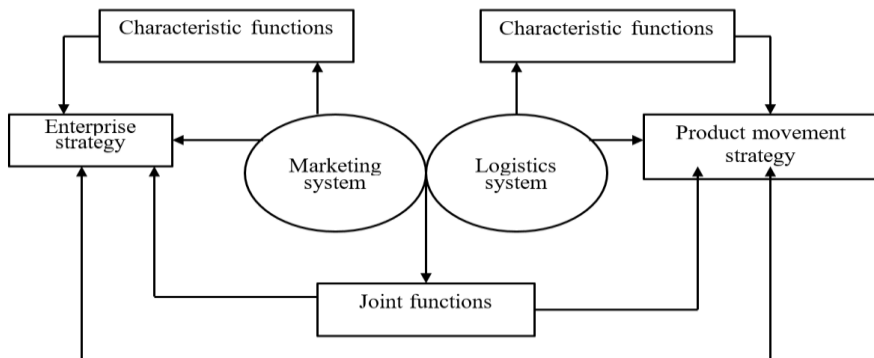 Characteristic functions
Characteristic functions
Enterprise
strategy
Marketing
system
Logistics
system
Product movement
strategy
Joint functions